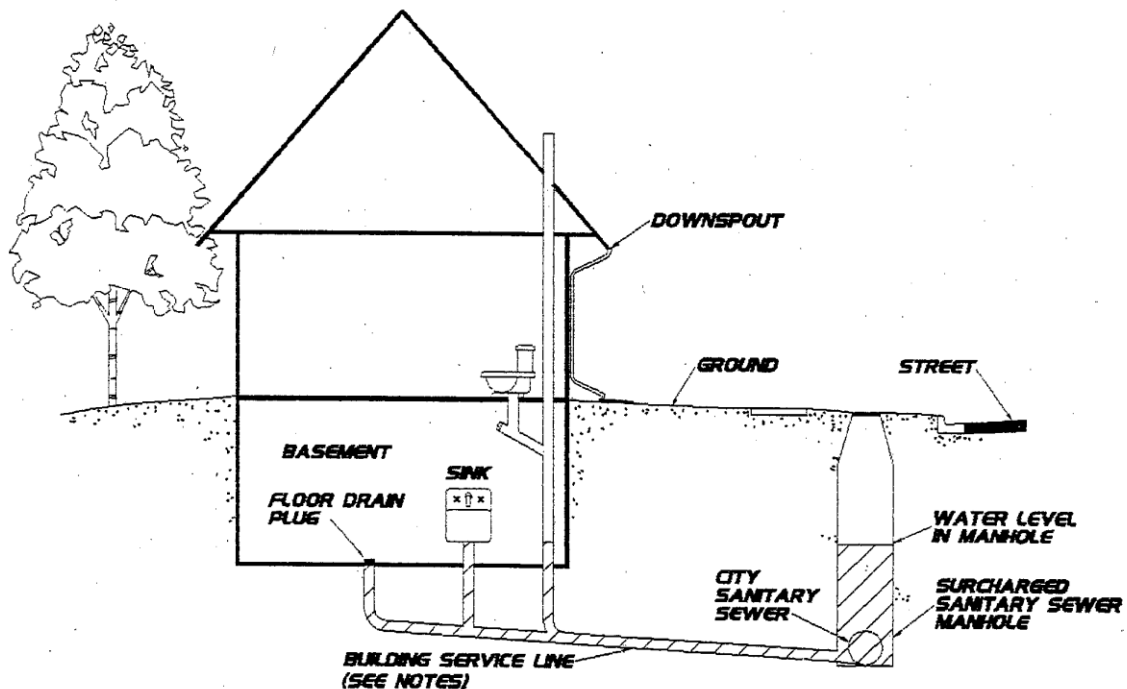 DOWNSPOUT
GROUND
STREET
BASEMENT
SINK
FLOOR DRAIN
PLUG
WATER LEVEL
IN MANHOLE
CITY
SANITARY
SEWER
SURCHARGED
SANITARY SEWER
MANHOLE
BUILDING SERVICE LINE
(SEE NOTES)